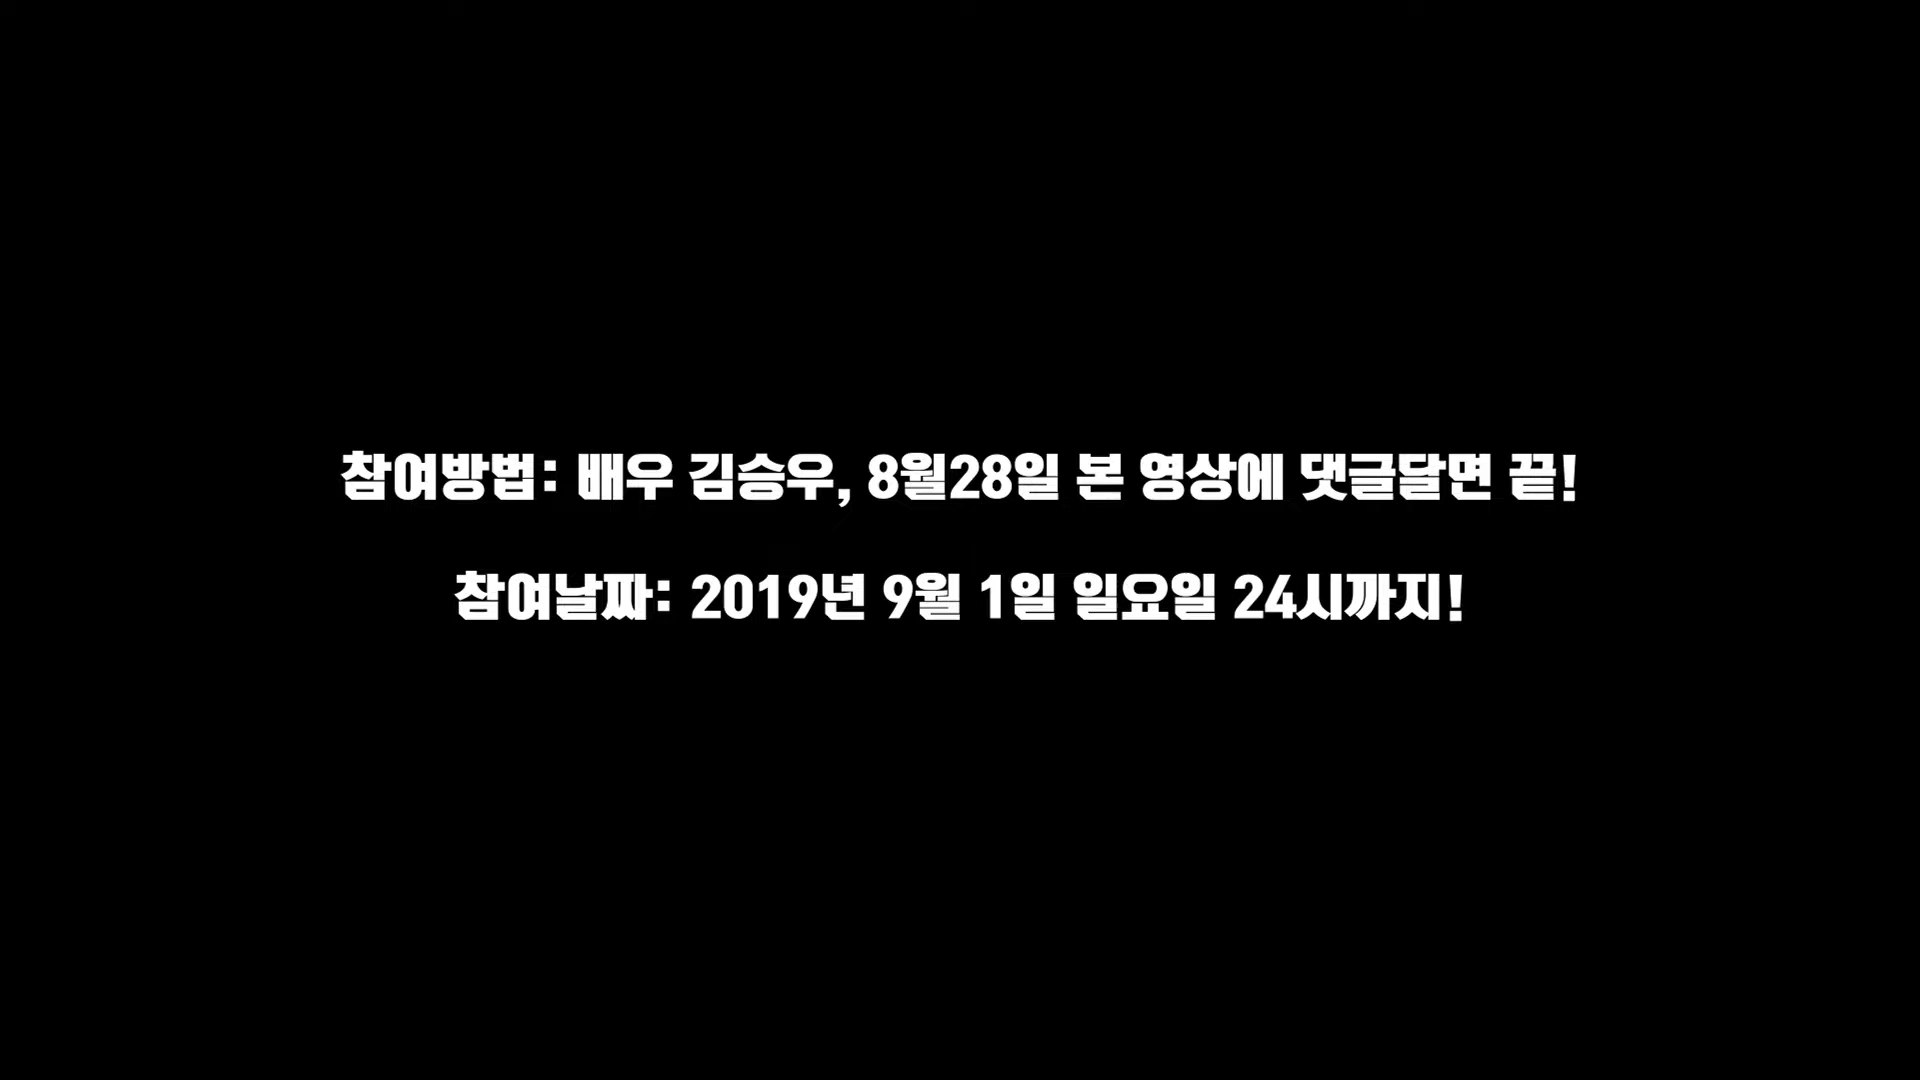 참여방법: 배우 김승우, 8월28일 본 영상에 댓글달면 끝!
참여날짜: 2019년 9월 1일 일요일 24시까지!